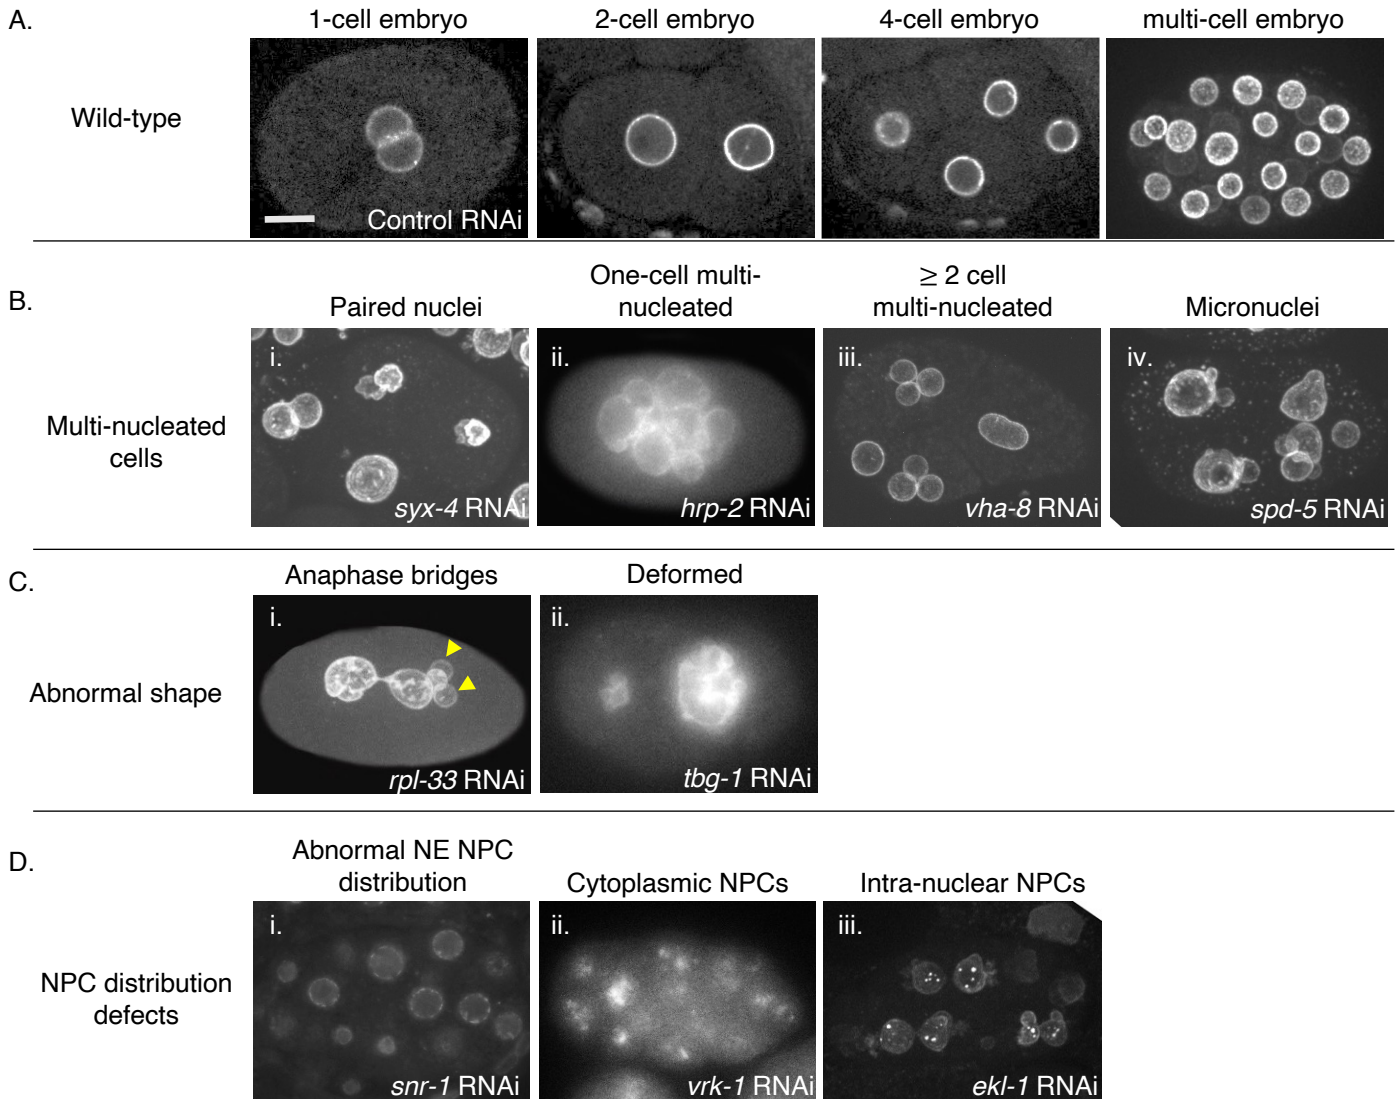 A.
1-cell embryo
2-cell embryo
4-cell embryo
multi-cell embryo
Wild-type
Control RNAi
B.
Paired nuclei
One-cell multi-
nucleated
≥ 2 cell
multi-nucleated
Micronuclei
Multi-nucleated
cells
i.
syx-4 RNAi
ii.
hrp-2 RNAi
iii.
vha-8 RNAi
iv.
spd-5 RNAi
C.
Anaphase bridges
Deformed
Abnormal shape
i.
rpl-33 RNAi
ii.
tbg-1 RNAi
D.
Abnormal NE NPC
distribution
Cytoplasmic NPCs
Intra-nuclear NPCs
NPC distribution
defects
i.
snr-1 RNAi
ii.
vrk-1 RNAi
iii.
ekl-1 RNAi